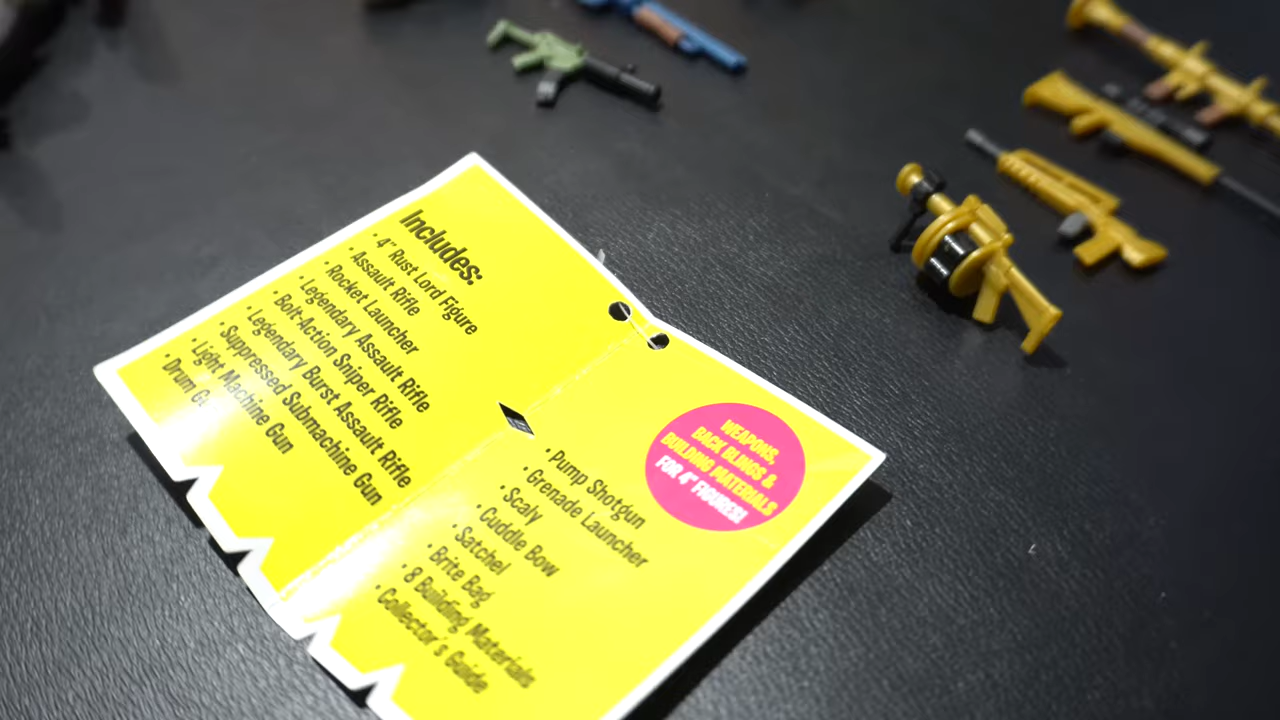 Includes:
· 4" Rust Lord Figure
· Assault Rifle
· Rocket Launcher
· Legendary Assault Rifle
· Bolt-Action Sniper Rifle
· Legendary Burst Assault Rifle
· Suppressed Submachine Gun
· Light Machine Gun
· Drum
· Pump Shotgun
· Grenade Launcher
· Scaly
· Cuddle Bow
· Satchel
· Brite Bag
· 8 Building Materials
· Collector's Guide
WEAPONS,
BACK BLINGS &
BUILDING MATERIALS
FOR 4" FIGURES!